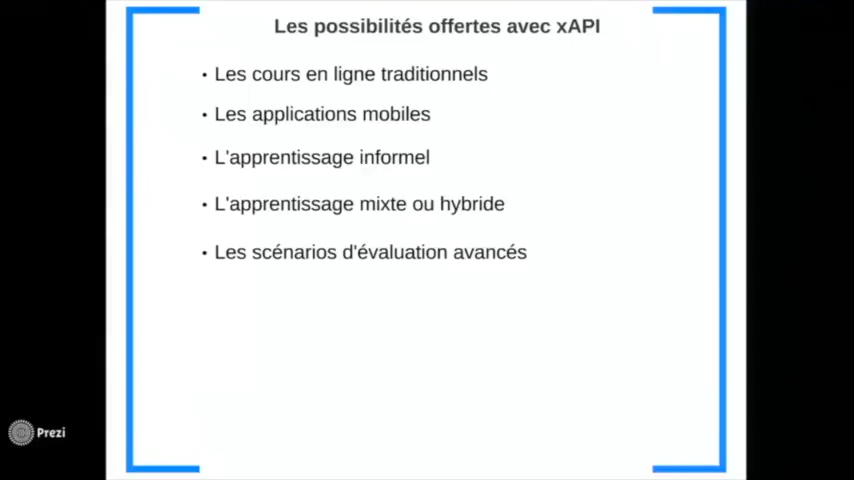 Les possibilités offertes avec xAPI
• Les cours en ligne traditionnels
• Les applications mobiles
• L'apprentissage informel
• L'apprentissage mixte ou hybride
• Les scénarios d'évaluation avancés
Prezi